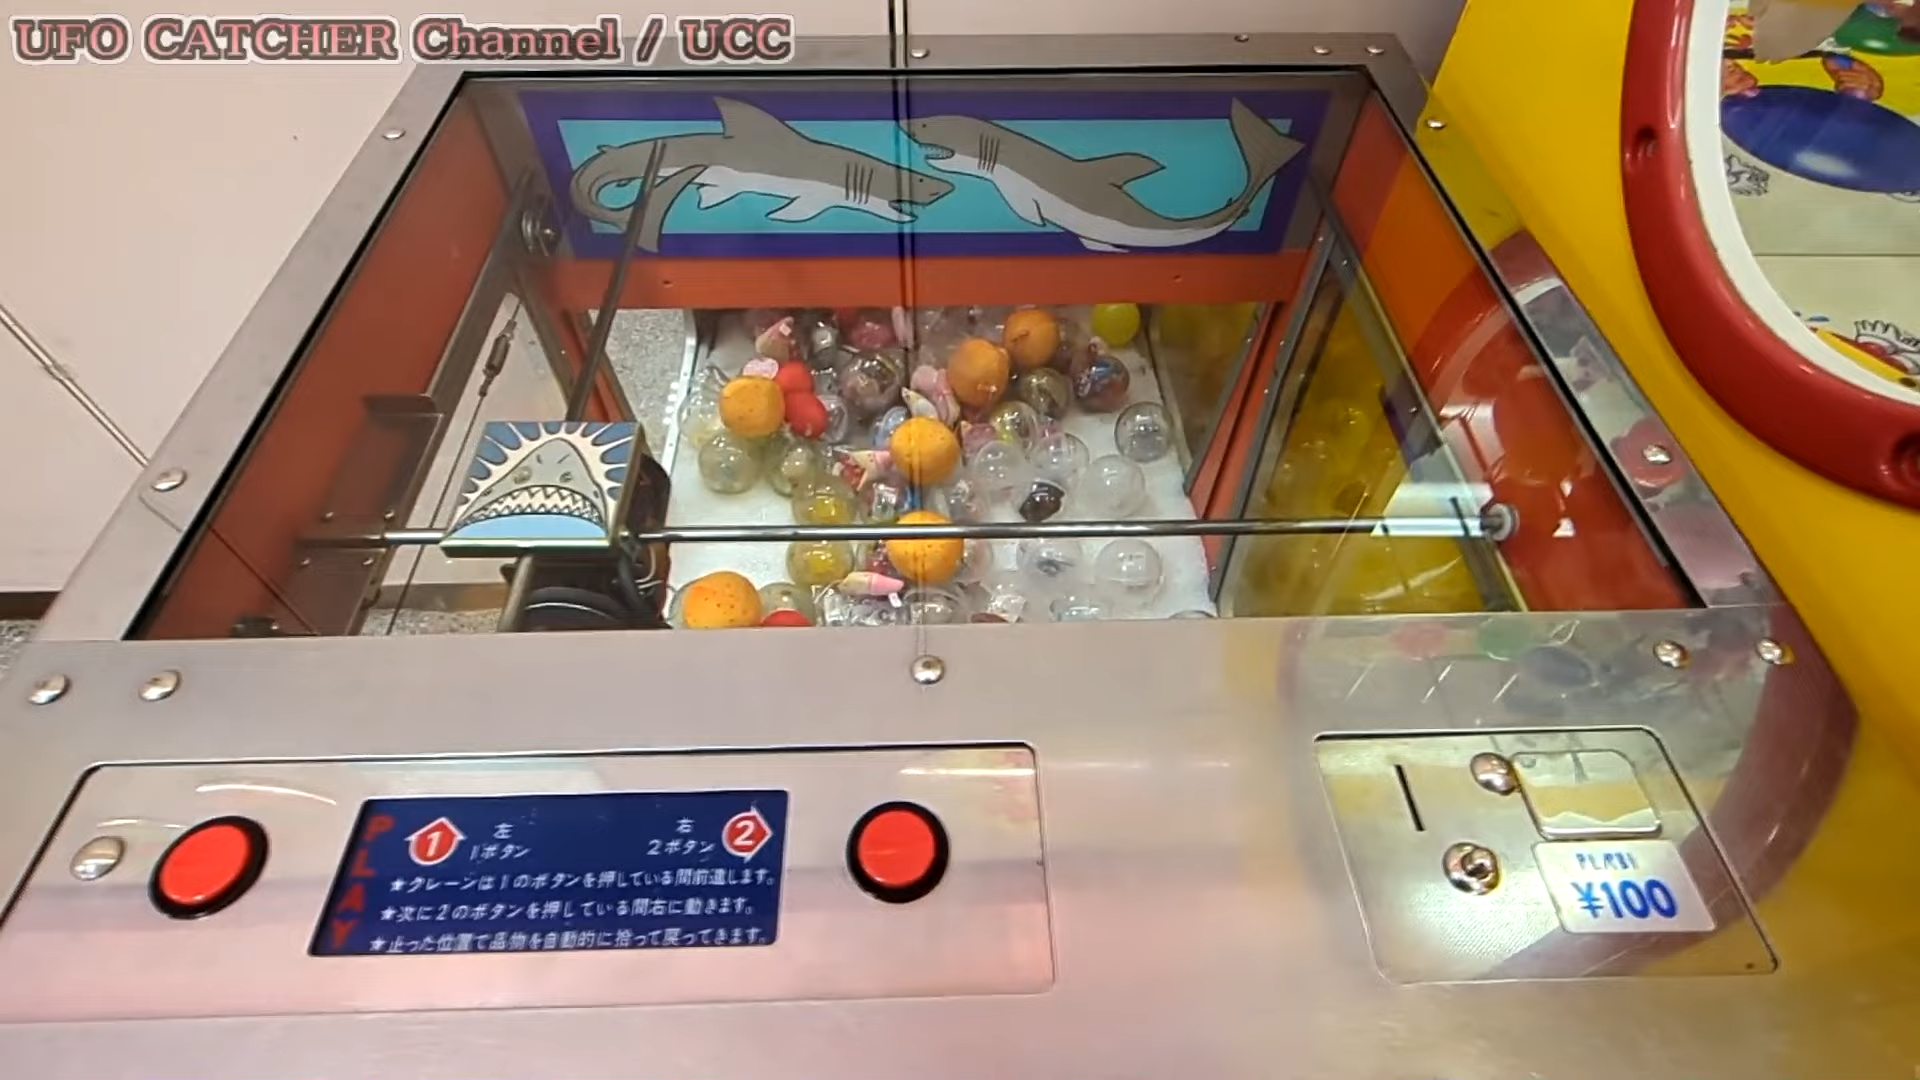 UFO CATCHER Channel / UCC
PLAY
1 左
1ボタン
右 2
2ボタン
★クレーンは1のボタンを押している間前進します。
★次に2のボタンを押している間右に動きます。
★止った位置で品物を自動的に拾って戻ってきます。
¥100